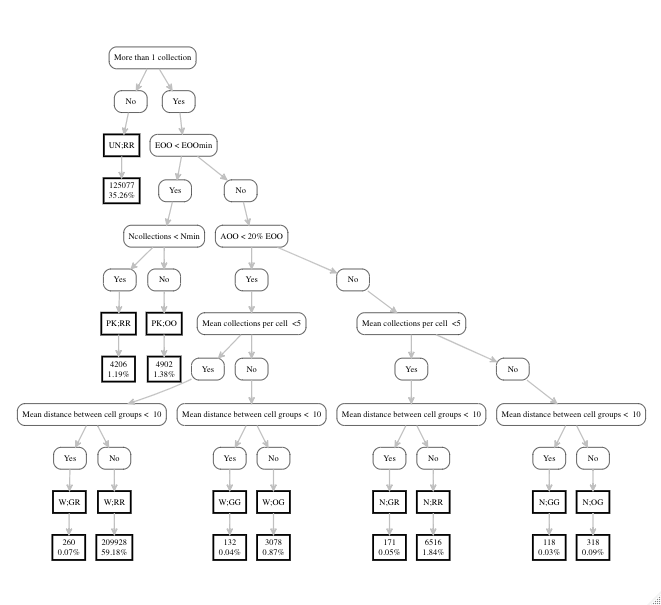 More than 1 collection
No
Yes
UN;RR
EOO < EOOmin
125077
35.26%
Yes
No
Ncollections < Nmin
AOO < 20% EOO
Yes
No
Yes
No
PK;RR
PK;OO
Mean collections per cell <5
Mean collections per cell <5
4206
1.19%
4902
1.38%
Yes
No
Yes
No
Mean distance between cell groups < 10
Mean distance between cell groups < 10
Mean distance between cell groups < 10
Mean distance between cell groups < 10
Yes
No
Yes
No
Yes
No
Yes
No
W;GR
W;RR
W;GG
W;OG
N;GR
N;RR
N;GG
N;OG
260
0.07%
209928
59.18%
132
0.04%
3078
0.87%
171
0.05%
6516
1.84%
118
0.03%
318
0.09%